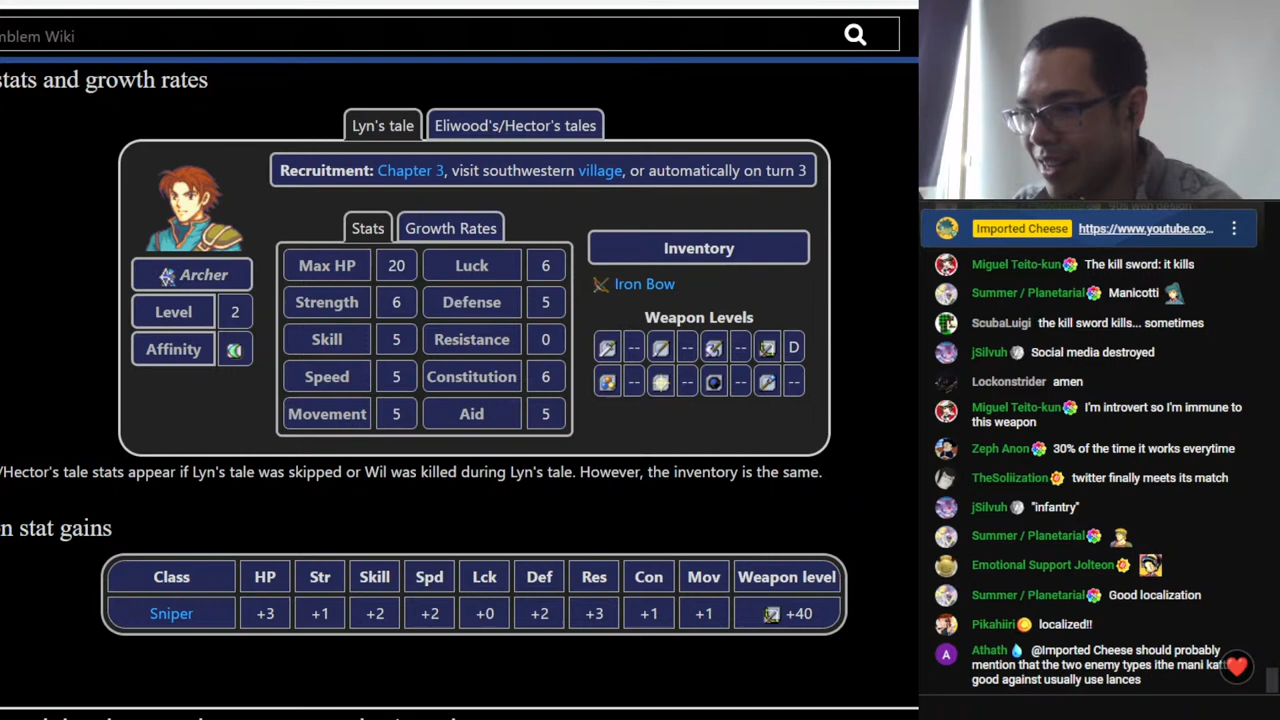 nblem Wiki
stats and growth rates
Lyn's tale
Eliwood's/Hector's tales
Recruitment: Chapter 3, visit southwestern village, or automatically on turn 3
Stats
Growth Rates
Archer
Level 2
Affinity
Max HP 20 Luck 6
Strength 6 Defense 5
Skill 5 Resistance 0
Speed 5 Constitution 6
Movement 5 Aid 5
Inventory
Iron Bow
Weapon Levels
-- -- -- D
-- -- -- --
/Hector's tale stats appear if Lyn's tale was skipped or Wil was killed during Lyn's tale. However, the inventory is the same.
n stat gains
Class HP Str Skill Spd Lck Def Res Con Mov Weapon level
Sniper +3 +1 +2 +2 +0 +2 +3 +1 +1 +40
90s web design
Imported Cheese https://www.youtube.co...
Miguel Teito-kun The kill sword: it kills
Summer / Planetarial Manicotti
ScubaLuigi the kill sword kills... sometimes
jSilvuh Social media destroyed
Lockonstrider amen
Miguel Teito-kun I'm introvert so I'm immune to
this weapon
Zeph Anon 30% of the time it works everytime
TheSoliization twitter finally meets its match
jSilvuh "infantry"
Summer / Planetarial
Emotional Support Jolteon
Summer / Planetarial Good localization
Pikahiiri localized!!
A Athath @Imported Cheese should probably
mention that the two enemy types ithe mani kat
good against usually use lances